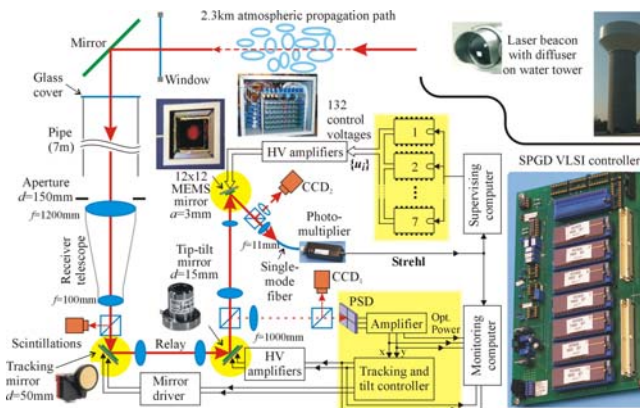 2.3km atmospheric propagation path
Mirror
Window
Laser beacon
with diffuser
on water tower
Glass
cover
Pipe
(7m)
132
control
voltages
HV amplifiers
{u_i}
1
2
7
Supervising
computer
SPGD VLSI controller
12x12
MEMS
mirror
a=3mm
CCD2
Aperture
d=150mm
f=1200mm
Receiver
telescope
f=100mm
f=11mm
Photo-
multiplier
Single-
mode
fiber
Strehl
Tip-tilt
mirror
d=15mm
CCD1
PSD
Amplifier
Opt.
Power
x
y
Monitoring
computer
f=1000mm
Scintillations
Tracking
mirror
d=50mm
Relay
HV
amplifiers
Mirror
driver
Tracking and
tilt controller